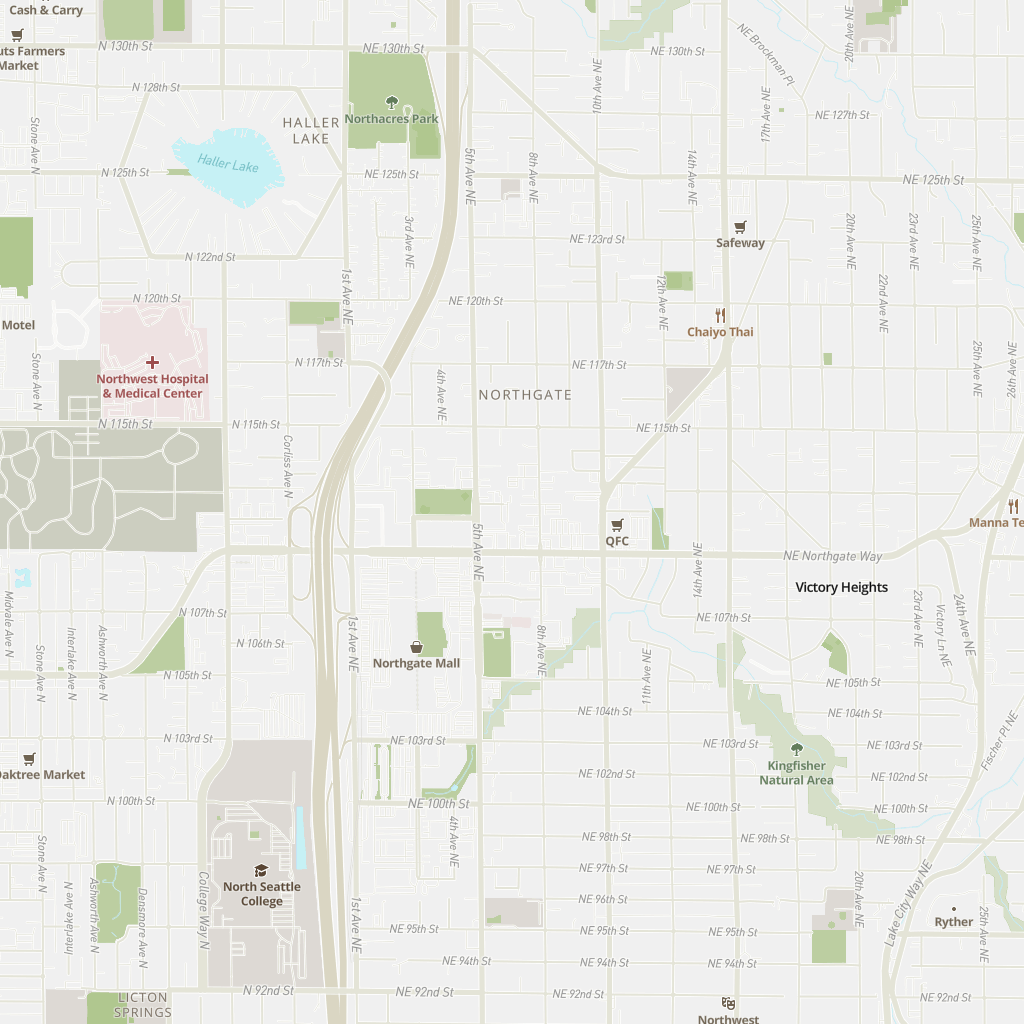 Cash & Carry
uts Farmers
Market
NE 130th St
N 130th St
NE 130th St
NE Brockman Pl
20th Ave NE
N 128th St
10th Ave NE
17th Ave NE
Northacres Park
NE 127th St
HALLER
LAKE
Stone Ave N
Haller Lake
5th Ave NE
8th Ave NE
14th Ave NE
N 125th St
NE 125th St
NE 125th St
3rd Ave NE
20th Ave NE
23rd Ave NE
25th Ave NE
NE 123rd St
Safeway
N 122nd St
1st Ave NE
12th Ave NE
22nd Ave NE
N 120th St
NE 120th St
Motel
Chaiyo Thai
Stone Ave N
N 117th St
NE 117th St
25th Ave NE
26th Ave NE
Northwest Hospital
& Medical Center
4th Ave NE
NORTHGATE
N 115th St
N 115th St
NE 115th St
Corliss Ave N
Manna Te
5th Ave NE
QFC
NE Northgate Way
14th Ave NE
Victory Heights
Midvale Ave N
N 107th St
NE 107th St
23rd Ave NE
Victory Ln NE
24th Ave NE
Interlake Ave N
Ashworth Ave N
1st Ave NE
8th Ave NE
N 106th St
Stone Ave N
Northgate Mall
11th Ave NE
N 105th St
NE 105th St
NE 104th St
NE 104th St
N 103rd St
NE 103rd St
NE 103rd St
NE 103rd St
Fischer Pl NE
Kingfisher
Natural Area
Oaktree Market
NE 102nd St
NE 102nd St
N 100th St
NE 100th St
NE 100th St
NE 100th St
4th Ave NE
NE 98th St
NE 98th St
NE 98th St
Stone Ave N
NE 97th St
NE 97th St
North Seattle
College
Interlake Ave N
Ashworth Ave N
Densmore Ave N
College Way N
1st Ave NE
NE 96th St
20th Ave NE
Lake City Way NE
Ryther
25th Ave NE
NE 95th St
NE 95th St
NE 95th St
NE 94th St
NE 94th St
NE 94th St
N 92nd St
NE 92nd St
NE 92nd St
NE 92nd St
LICTON
SPRINGS
Northwest